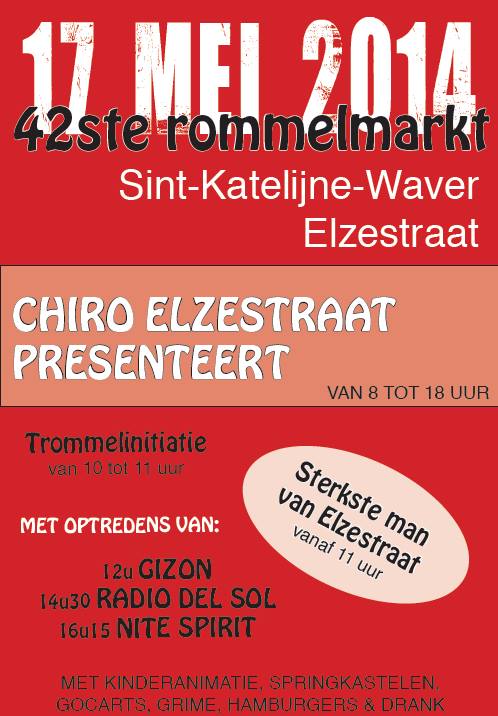 17 MEI 2014
42ste rommelmarkt
Sint-Katelijne-Waver
Elzestraat
CHIRO ELZESTRAAT
PRESENTEERT
VAN 8 TOT 18 UUR
Trommelinitiatie
van 10 tot 11 uur
Sterkste man
van Elzestraat
vanaf 11 uur
MET OPTREDENS VAN:
12u GIZON
14u30 RADIO DEL SOL
16u15 NITE SPIRIT
MET KINDERANIMATIE, SPRINGKASTELEN,
GOCARTS, GRIME, HAMBURGERS & DRANK